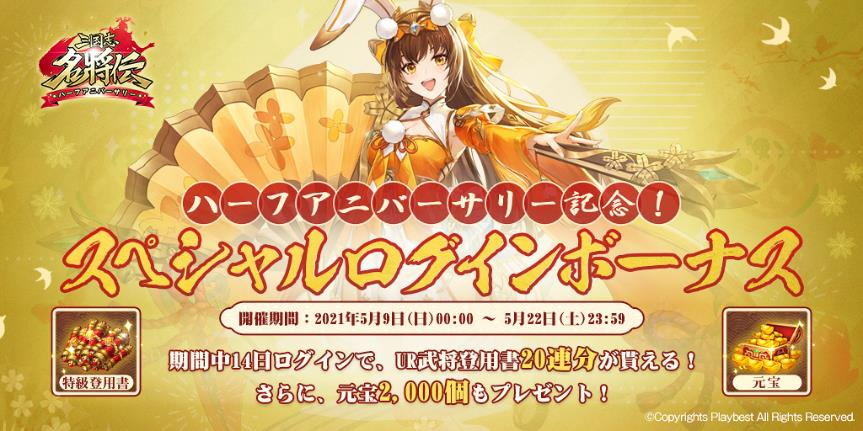 三国志
名将伝
ハーフアニバーサリー
ハーフアニバーサリー記念！
スペシャルログインボーナス
開催期間：2021年5月9日(日)00:00 ～ 5月22日(土)23:59
特級登用書
期間中14日ログインで、UR武将登用書20連分が貰える！
さらに、元宝2,000個もプレゼント！
元宝
©Copyrights Playbest All Rights Reserved.